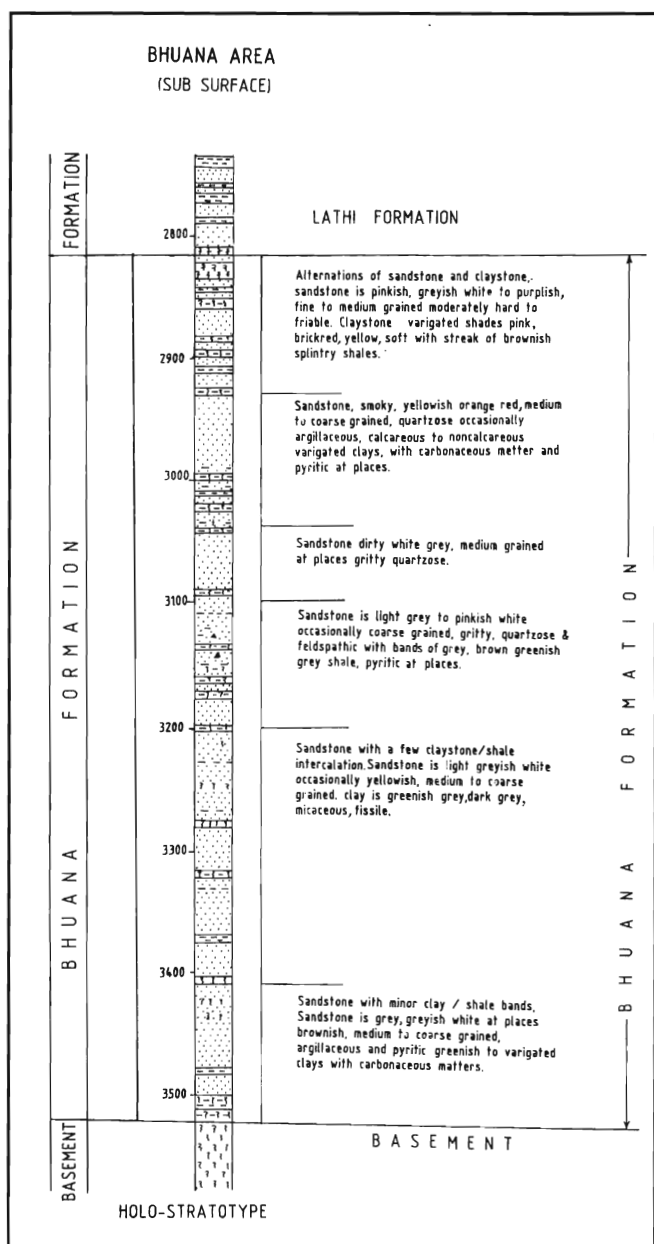 BHUANA AREA
(SUB SURFACE)
FORMATION
LATHI FORMATION
2800
Alternations of sandstone and claystone,
sandstone is pinkish, greyish white to purplish,
fine to medium grained moderately hard to
friable. Claystone varigated shades pink,
brickred, yellow, soft with streak of brownish
splintry shales.
2900
Sandstone, smoky, yellowish orange red, medium
to coarse grained, quartzose occasionally
argillaceous, calcareous to noncalcareous
varigated clays, with carbonaceous metter and
pyritic at places.
3000
Sandstone dirty white grey, medium grained
at places gritty quartzose.
3100
Sandstone is light grey to pinkish white
occasionally coarse grained, gritty, quartzose &
feldspathic with bands of grey, brown greenish
grey shale, pyritic at places.
3200
Sandstone with a few claystone/shale
intercalation. Sandstone is light greyish white
occasionally yellowish, medium to coarse
grained. clay is greenish grey, dark grey,
micaceous, fissile.
3300
3400
Sandstone with minor clay / shale bands,
Sandstone is grey, greyish white at places
brownish, medium to coarse grained,
argillaceous and pyritic greenish to varigated
clays with carbonaceous matters.
3500
BHUANA FORMATION
BHUANA FORMATION
BASEMENT
BASEMENT
HOLO-STRATOTYPE